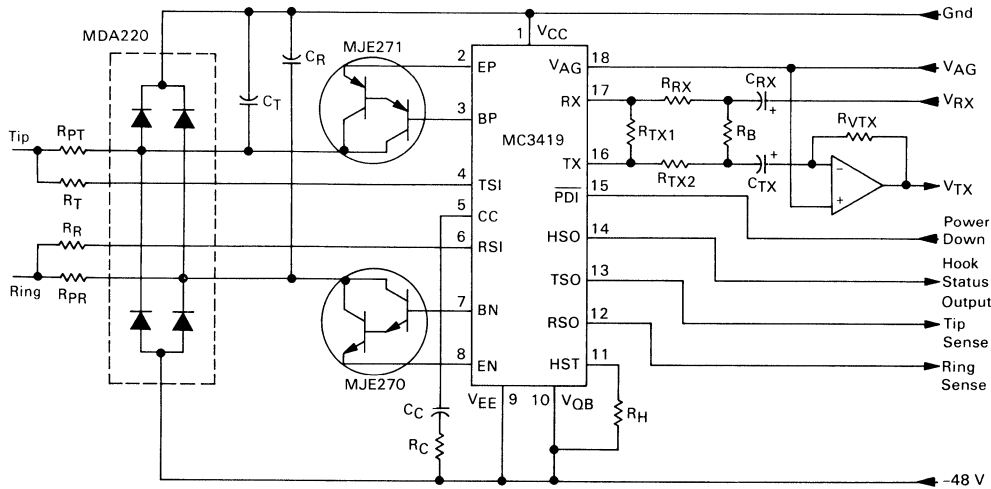 Gnd
MDA220
1 VCC
MJE271
CR
2 EP
VAG 18
VAG
CT
RX 17
RRX
CRX
+
VRX
3 BP
RTX1
RB
RVTX
Tip
RPT
MC3419
TX 16
RTX2
CTX
+
−
+
VTX
RT
4 TSI
PDI 15
5 CC
Power
Down
RR
6 RSI
HSO 14
Hook
Status
Output
Ring
RPR
TSO 13
7 BN
RSO 12
Tip
Sense
8 EN
HST 11
Ring
Sense
MJE270
VEE 9
10 VQB
RH
CC
RC
−48 V